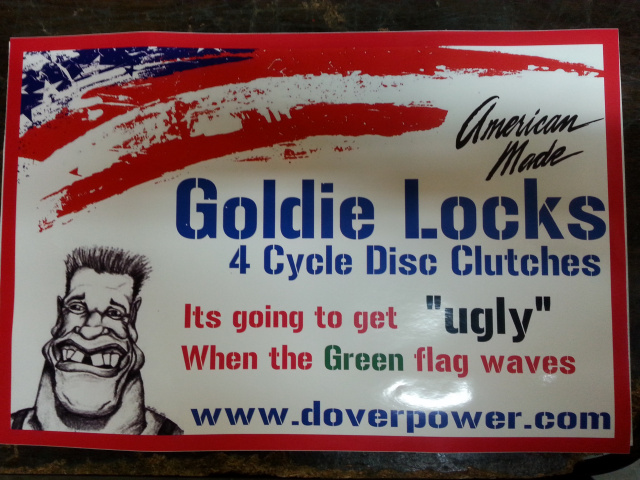 American
Made
Goldie Locks
4 Cycle Disc Clutches
Its going to get "ugly"
When the Green flag waves
www.doverpower.com